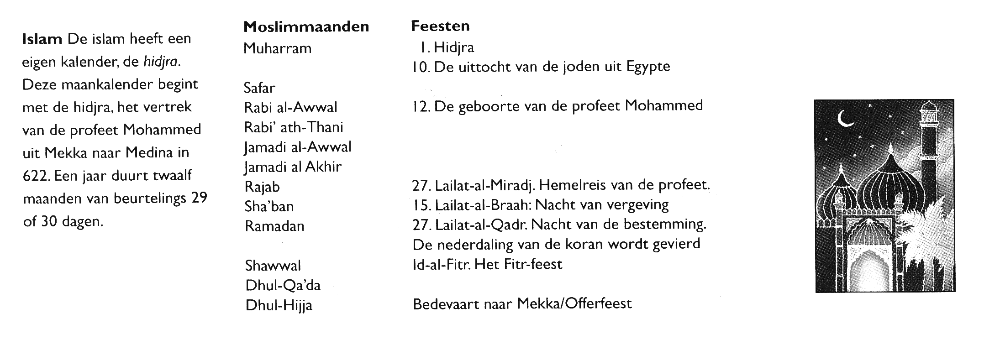 Islam De islam heeft een
eigen kalender, de hidjra.
Deze maankalender begint
met de hidjra, het vertrek
van de profeet Mohammed
uit Mekka naar Medina in
622. Een jaar duurt twaalf
maanden van beurtelings 29
of 30 dagen.
Moslimmaanden Feesten
Muharram 1. Hidjra
10. De uittocht van de joden uit Egypte
Safar
Rabi al-Awwal 12. De geboorte van de profeet Mohammed
Rabi’ ath-Thani
Jamadi al-Awwal
Jamadi al Akhir
Rajab 27. Lailat-al-Miradj. Hemelreis van de profeet.
Sha’ban 15. Lailat-al-Braah: Nacht van vergeving
Ramadan 27. Lailat-al-Qadr. Nacht van de bestemming.
De nederdaling van de koran wordt gevierd
Shawwal Id-al-Fitr. Het Fitr-feest
Dhul-Qa’da
Dhul-Hijja Bedevaart naar Mekka/Offerfeest